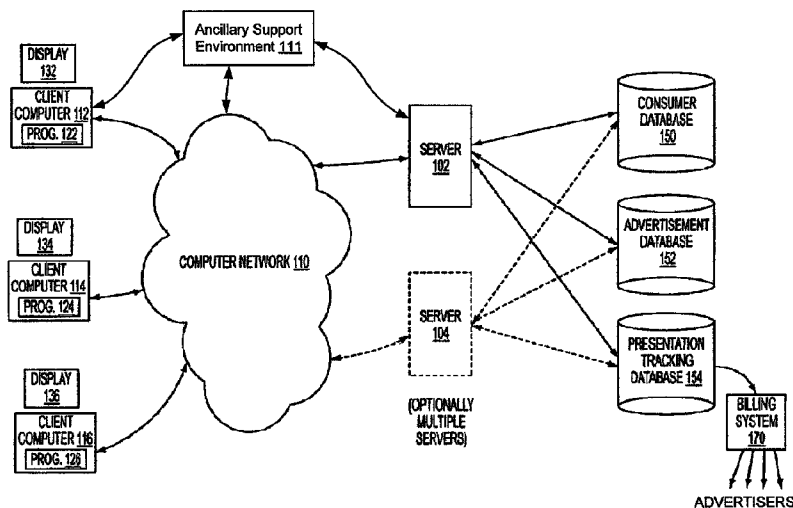 Ancillary Support
Environment 111
DISPLAY
132
CLIENT
COMPUTER 112
PROG. 122
DISPLAY
134
CLIENT
COMPUTER 114
PROG. 124
DISPLAY
136
CLIENT
COMPUTER 116
PROG. 126
COMPUTER NETWORK 110
SERVER
102
SERVER
104
(OPTIONALLY
MULTIPLE
SERVERS)
CONSUMER
DATABASE
150
ADVERTISEMENT
DATABASE
152
PRESENTATION
TRACKING
DATABASE 154
BILLING
SYSTEM
170
ADVERTISERS